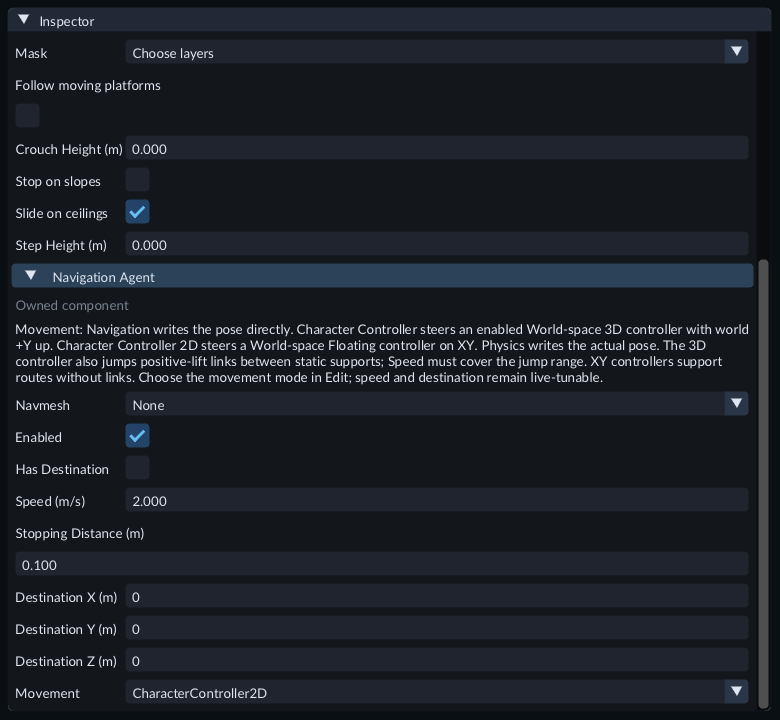 Inspector
Mask Choose layers
Follow moving platforms
Crouch Height (m) 0.000
Stop on slopes
Slide on ceilings
Step Height (m) 0.000
Navigation Agent
Owned component
Movement: Navigation writes the pose directly. Character Controller steers an enabled World-space 3D controller with world
+Y up. Character Controller 2D steers a World-space Floating controller on XY. Physics writes the actual pose. The 3D
controller also jumps positive-lift links between static supports; Speed must cover the jump range. XY controllers support
routes without links. Choose the movement mode in Edit; speed and destination remain live-tunable.
Navmesh None
Enabled
Has Destination
Speed (m/s) 2.000
Stopping Distance (m)
0.100
Destination X (m) 0
Destination Y (m) 0
Destination Z (m) 0
Movement CharacterController2D